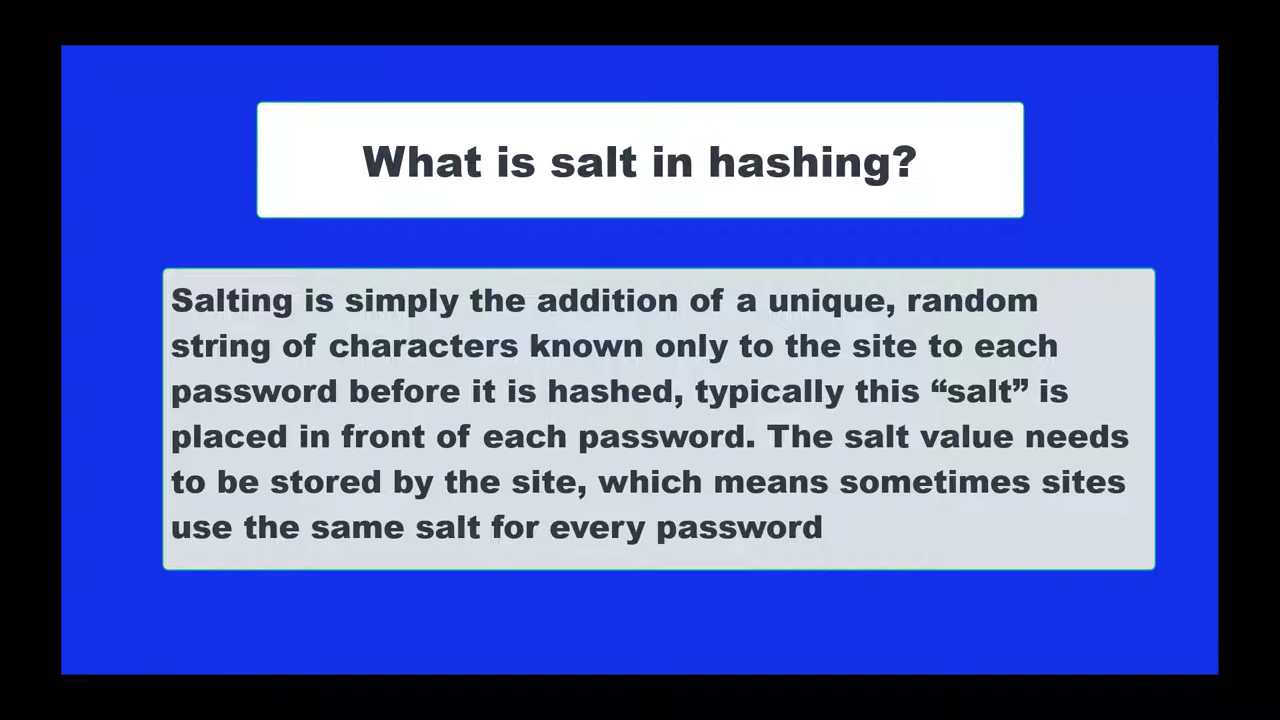 What is salt in hashing?
Salting is simply the addition of a unique, random
string of characters known only to the site to each
password before it is hashed, typically this “salt” is
placed in front of each password. The salt value needs
to be stored by the site, which means sometimes sites
use the same salt for every password